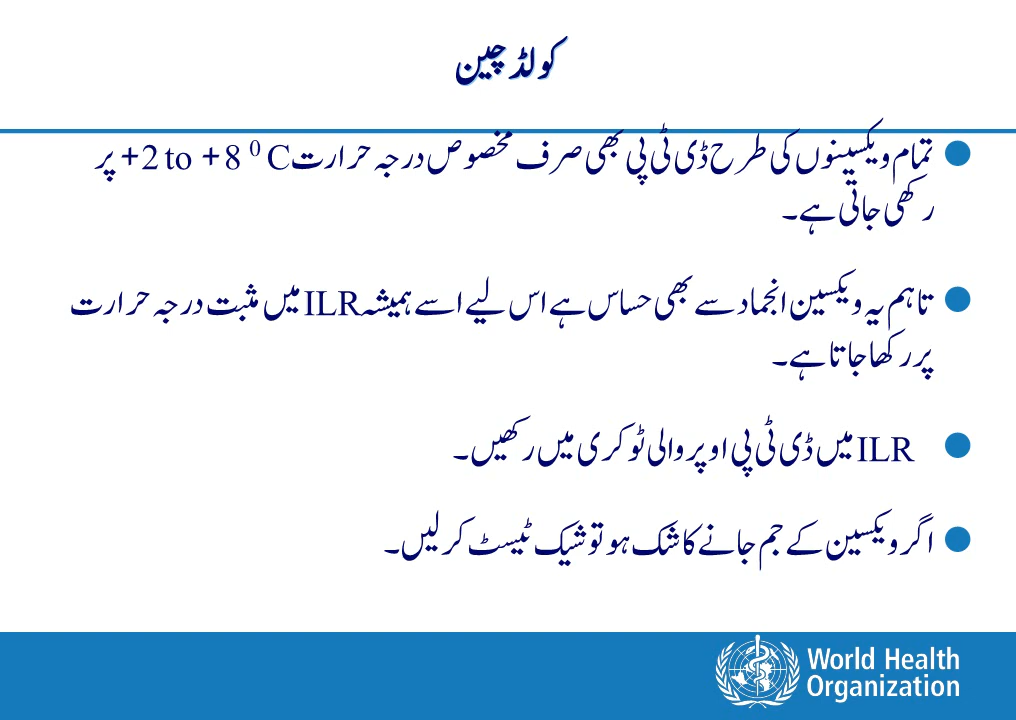 کولڈ چین
تمام ویکسینوں کی طرح ڈی ٹی پی بھی صرف مخصوص درجہ حرارت +2 to +8 ⁰ C پر
رکھی جاتی ہے۔
تاہم یہ ویکسین انجماد سے بھی حساس ہے اس لیے اسے ہمیشہ ILR میں مثبت درجہ حرارت
پر رکھا جاتا ہے۔
ILR میں ڈی ٹی پی اوپر والی ٹوکری میں رکھیں۔
اگر ویکسین کے جم جانے کا شک ہو تو شیک ٹیسٹ کر لیں۔
World Health
Organization